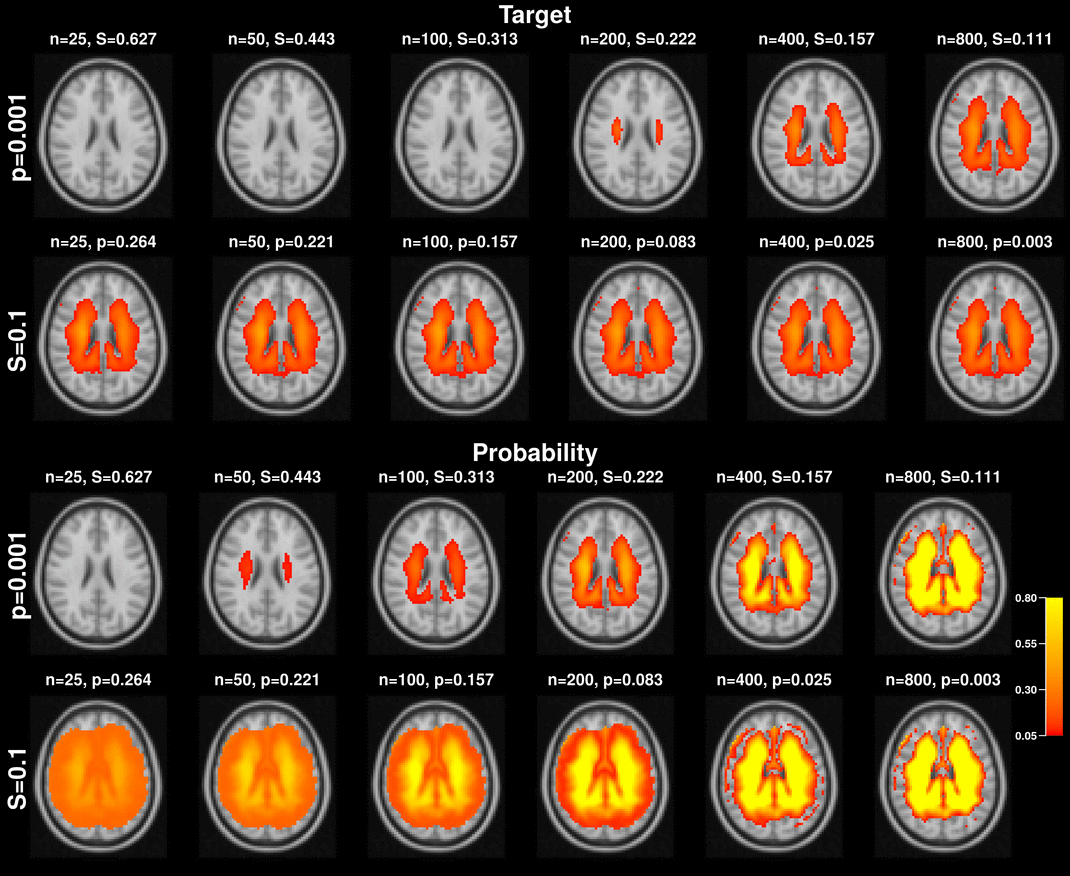 Target
n=25, S=0.627 n=50, S=0.443 n=100, S=0.313 n=200, S=0.222 n=400, S=0.157 n=800, S=0.111
p=0.001
n=25, p=0.264 n=50, p=0.221 n=100, p=0.157 n=200, p=0.083 n=400, p=0.025 n=800, p=0.003
S=0.1
Probability
n=25, S=0.627 n=50, S=0.443 n=100, S=0.313 n=200, S=0.222 n=400, S=0.157 n=800, S=0.111
p=0.001
0.80
0.55
0.30
0.05
n=25, p=0.264 n=50, p=0.221 n=100, p=0.157 n=200, p=0.083 n=400, p=0.025 n=800, p=0.003
S=0.1